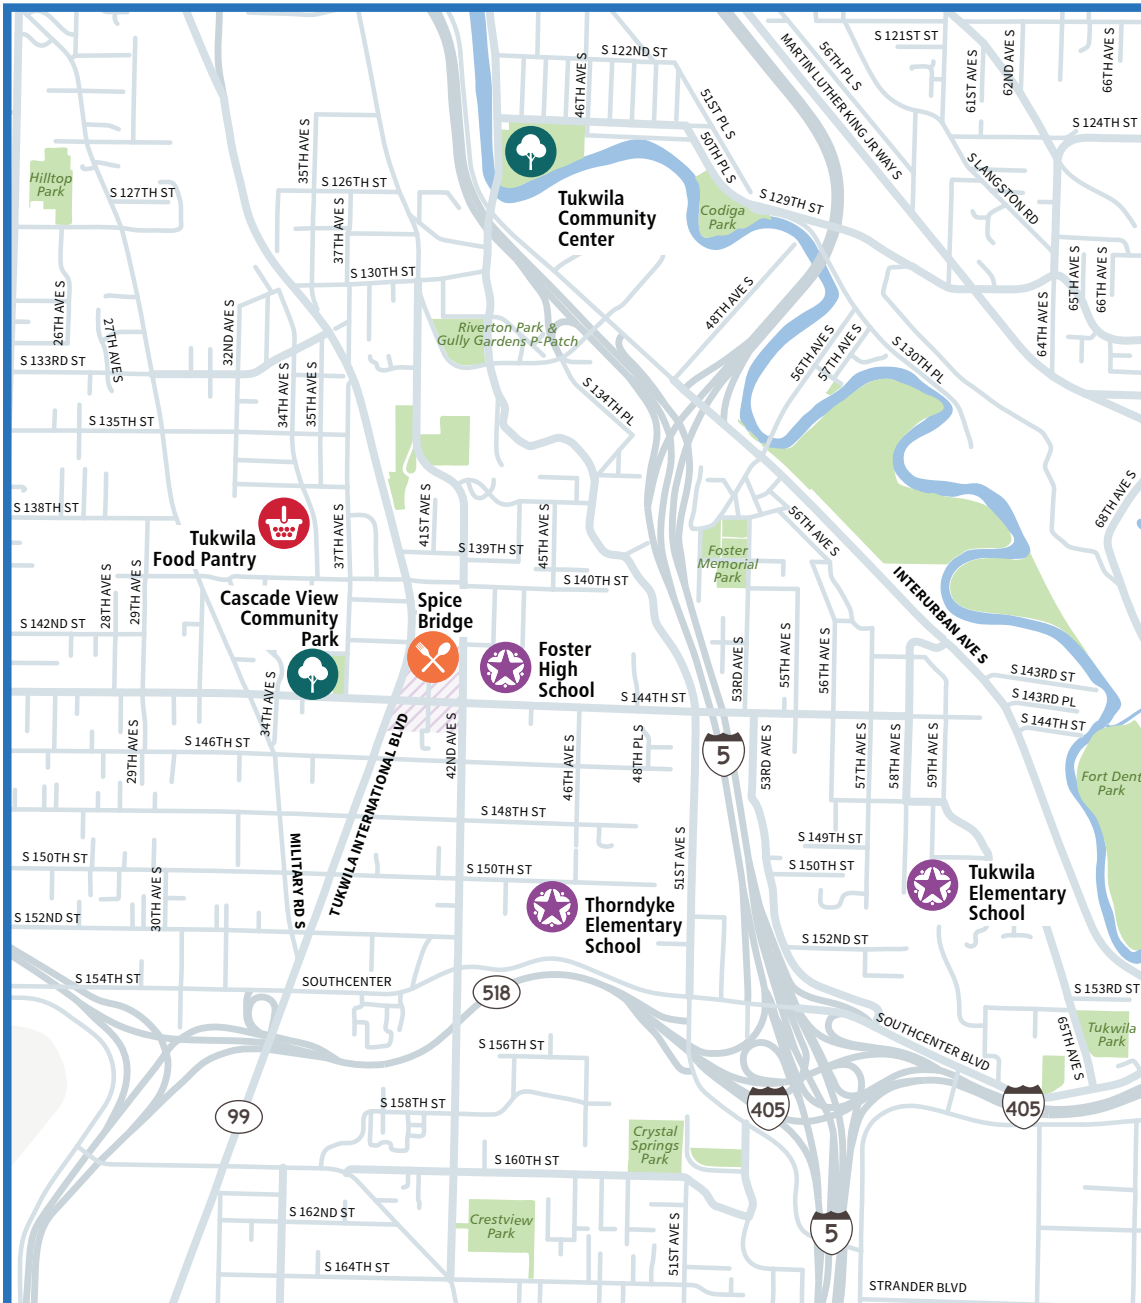 S 121ST ST
S 122ND ST
46TH AVE S
56TH PL S
MARTIN LUTHER KING JR WAY S
61ST AVE S
62ND AVE S
66TH AVE S
51ST PL S
50TH PL S
S 124TH ST
35TH AVE S
S LANGSTON RD
Hilltop
Park
S 127TH ST
S 126TH ST
37TH AVE S
Tukwila
Community
Center
Codiga
Park
S 129TH ST
S 130TH ST
26TH AVE S
27TH AVE S
32ND AVE S
48TH AVE S
65TH AVE S
66TH AVE S
64TH AVE S
Riverton Park &
Gully Gardens P-Patch
56TH AVE S
57TH AVE S
S 130TH PL
S 133RD ST
34TH AVE S
35TH AVE S
S 134TH PL
S 135TH ST
S 138TH ST
Tukwila
Food Pantry
37TH AVE S
41ST AVE S
S 139TH ST
45TH AVE S
56TH AVE S
68TH AVE S
Foster
Memorial
Park
S 140TH ST
28TH AVE S
29TH AVE S
Cascade View
Community
Park
Spice
Bridge
INTERURBAN AVE S
S 142ND ST
Foster
High
School
53RD AVE S
55TH AVE S
56TH AVE S
S 143RD ST
S 143RD PL
S 144TH ST
S 144TH ST
34TH AVE S
29TH AVE S
S 146TH ST
TUKWILA INTERNATIONAL BLVD
42ND AVE S
46TH AVE S
48TH PL S
5
53RD AVE S
57TH AVE S
58TH AVE S
59TH AVE S
Fort Dent
Park
S 148TH ST
S 149TH ST
S 150TH ST
S 150TH ST
S 150TH ST
51ST AVE S
MILITARY RD S
30TH AVE S
Tukwila
Elementary
School
Thorndyke
Elementary
School
S 152ND ST
S 152ND ST
S 154TH ST
SOUTHCENTER
518
S 153RD ST
SOUTHCENTER BLVD
65TH AVE S
Tukwila
Park
S 156TH ST
S 158TH ST
99
405
405
Crystal
Springs
Park
S 160TH ST
S 162ND ST
Crestview
Park
51ST AVE S
5
S 164TH ST
STRANDER BLVD